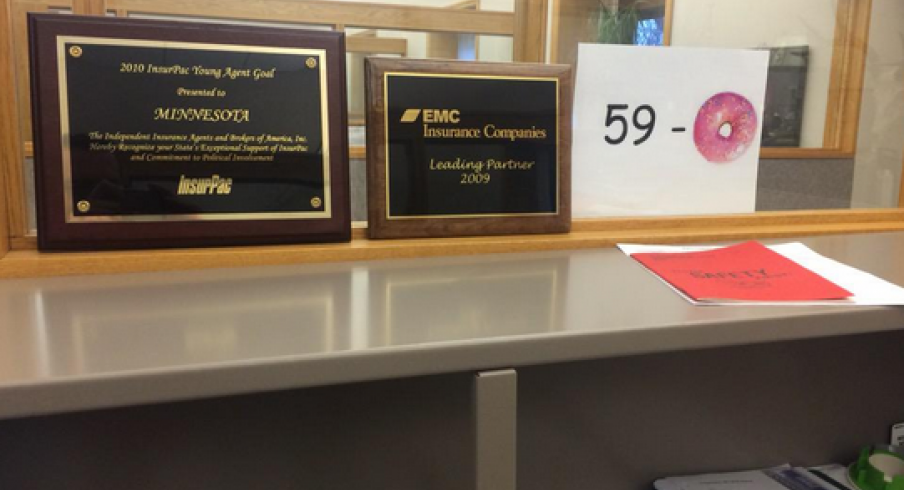 2010 InsurPac Young Agent Goal
Presented to
MINNESOTA
The Independent Insurance Agents and Brokers of America, Inc.
Hereby Recognize your State's Exceptional Support of InsurPac
and Commitment to Political Involvement
InsurPac
EMC
Insurance Companies
Leading Partner
2009
59 -
SAFETY